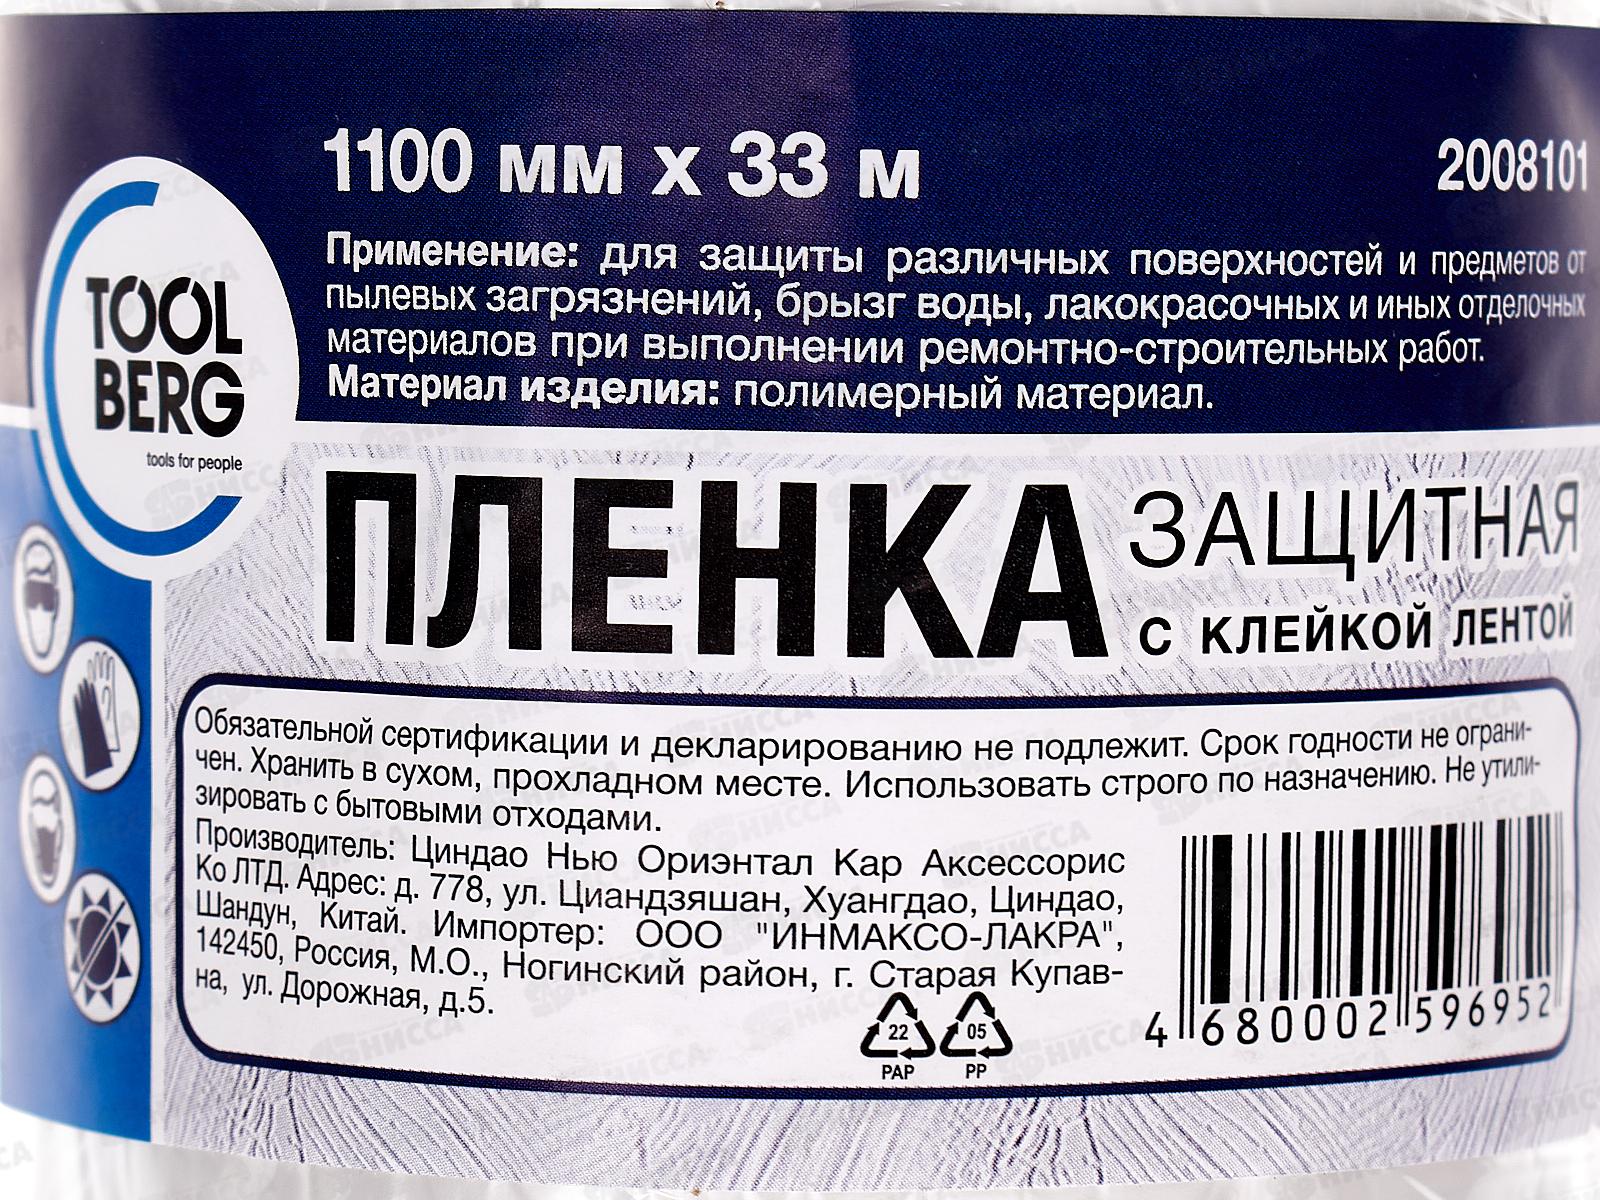 1100 мм х 33 м
2008101
Применение: для защиты различных поверхностей и предметов от
пылевых загрязнений, брызг воды, лакокрасочных и иных отделочных
материалов при выполнении ремонтно-строительных работ.
Материал изделия: полимерный материал.
TOOL
BERG
tools for people
ПЛЕНКА
ЗАЩИТНАЯ
С КЛЕЙКОЙ ЛЕНТОЙ
Обязательной сертификации и декларированию не подлежит. Срок годности не ограни-
чен. Хранить в сухом, прохладном месте. Использовать строго по назначению. Не утили-
зировать с бытовыми отходами.
Производитель: Циндао Нью Ориэнтал Кар Аксессорис
Ко ЛТД. Адрес: д. 778, ул. Циандзяшан, Хуангдао, Циндао,
Шандун, Китай. Импортер: ООО "ИНМАКСО-ЛАКРА",
142450, Россия, М.О., Ногинский район, г. Старая Купав-
на, ул. Дорожная, д.5.
22
PAP
05
PP
4 680002 596952
НИССА